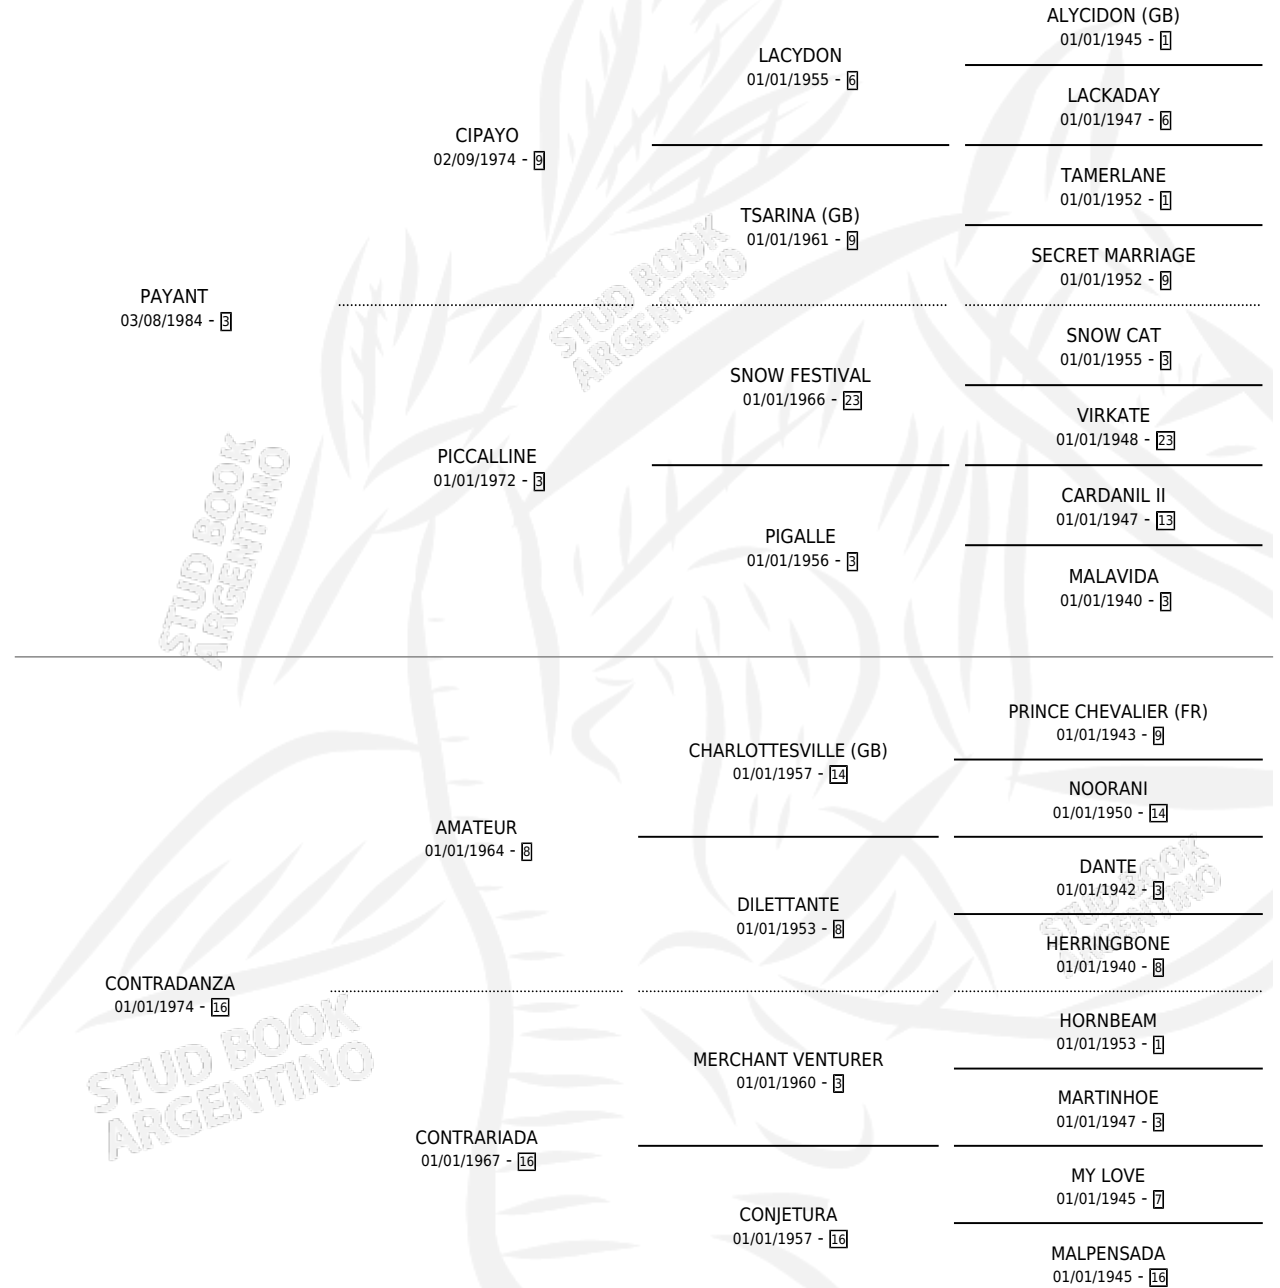 ALYCIDON (GB)
01/01/1945 - 1
LACYDON
01/01/1955 - 6
LACKADAY
01/01/1947 - 6
CIPAYO
02/09/1974 - 9
TAMERLANE
01/01/1952 - 1
TSARINA (GB)
01/01/1961 - 9
SECRET MARRIAGE
01/01/1952 - 9
PAYANT
03/08/1984 - 3
STUD BOOK
ARGENTINO
SNOW CAT
01/01/1955 - 3
SNOW FESTIVAL
01/01/1966 - 23
VIRKATE
01/01/1948 - 23
PICCALLINE
01/01/1972 - 3
CARDANIL II
01/01/1947 - 13
PIGALLE
01/01/1956 - 3
MALAVIDA
01/01/1940 - 3
STUD BOOK
ARGENTINO
PRINCE CHEVALIER (FR)
01/01/1943 - 9
CHARLOTTESVILLE (GB)
01/01/1957 - 14
NOORANI
01/01/1950 - 14
AMATEUR
01/01/1964 - 8
DANTE
01/01/1942 - 3
DILETTANTE
01/01/1953 - 8
STUD BOOK
ARGENTINO
HERRINGBONE
01/01/1940 - 8
CONTRADANZA
01/01/1974 - 16
HORNBEAM
01/01/1953 - 1
MERCHANT VENTURER
01/01/1960 - 3
MARTINHOE
01/01/1947 - 3
STUD BOOK
ARGENTINO
CONTRARIADA
01/01/1967 - 16
MY LOVE
01/01/1945 - 7
CONJETURA
01/01/1957 - 16
MALPENSADA
01/01/1945 - 16